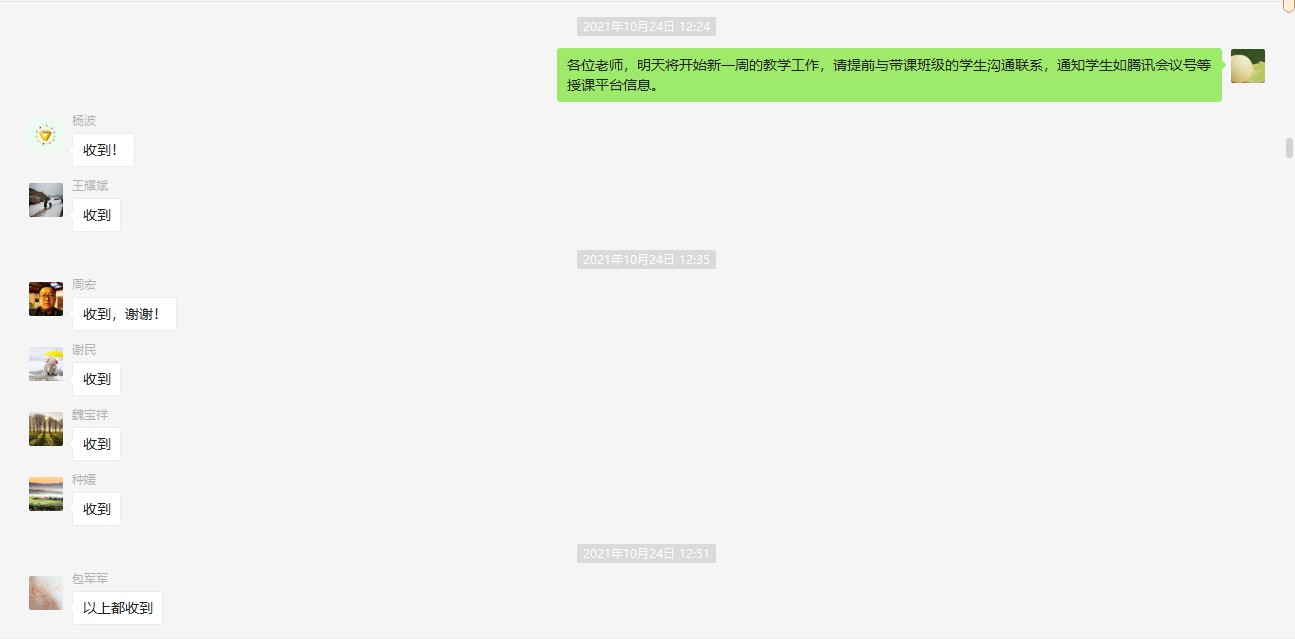 2021年10月24日 12:24
各位老师，明天将开始新一周的教学工作，请提前与带课班级的学生沟通联系，通知学生如腾讯会议号等
授课平台信息。
杨波
收到！
王耀斌
收到
2021年10月24日 12:35
周宏
收到，谢谢！
谢民
收到
魏宝祥
收到
种媛
收到
2021年10月24日 12:51
包军军
以上都收到